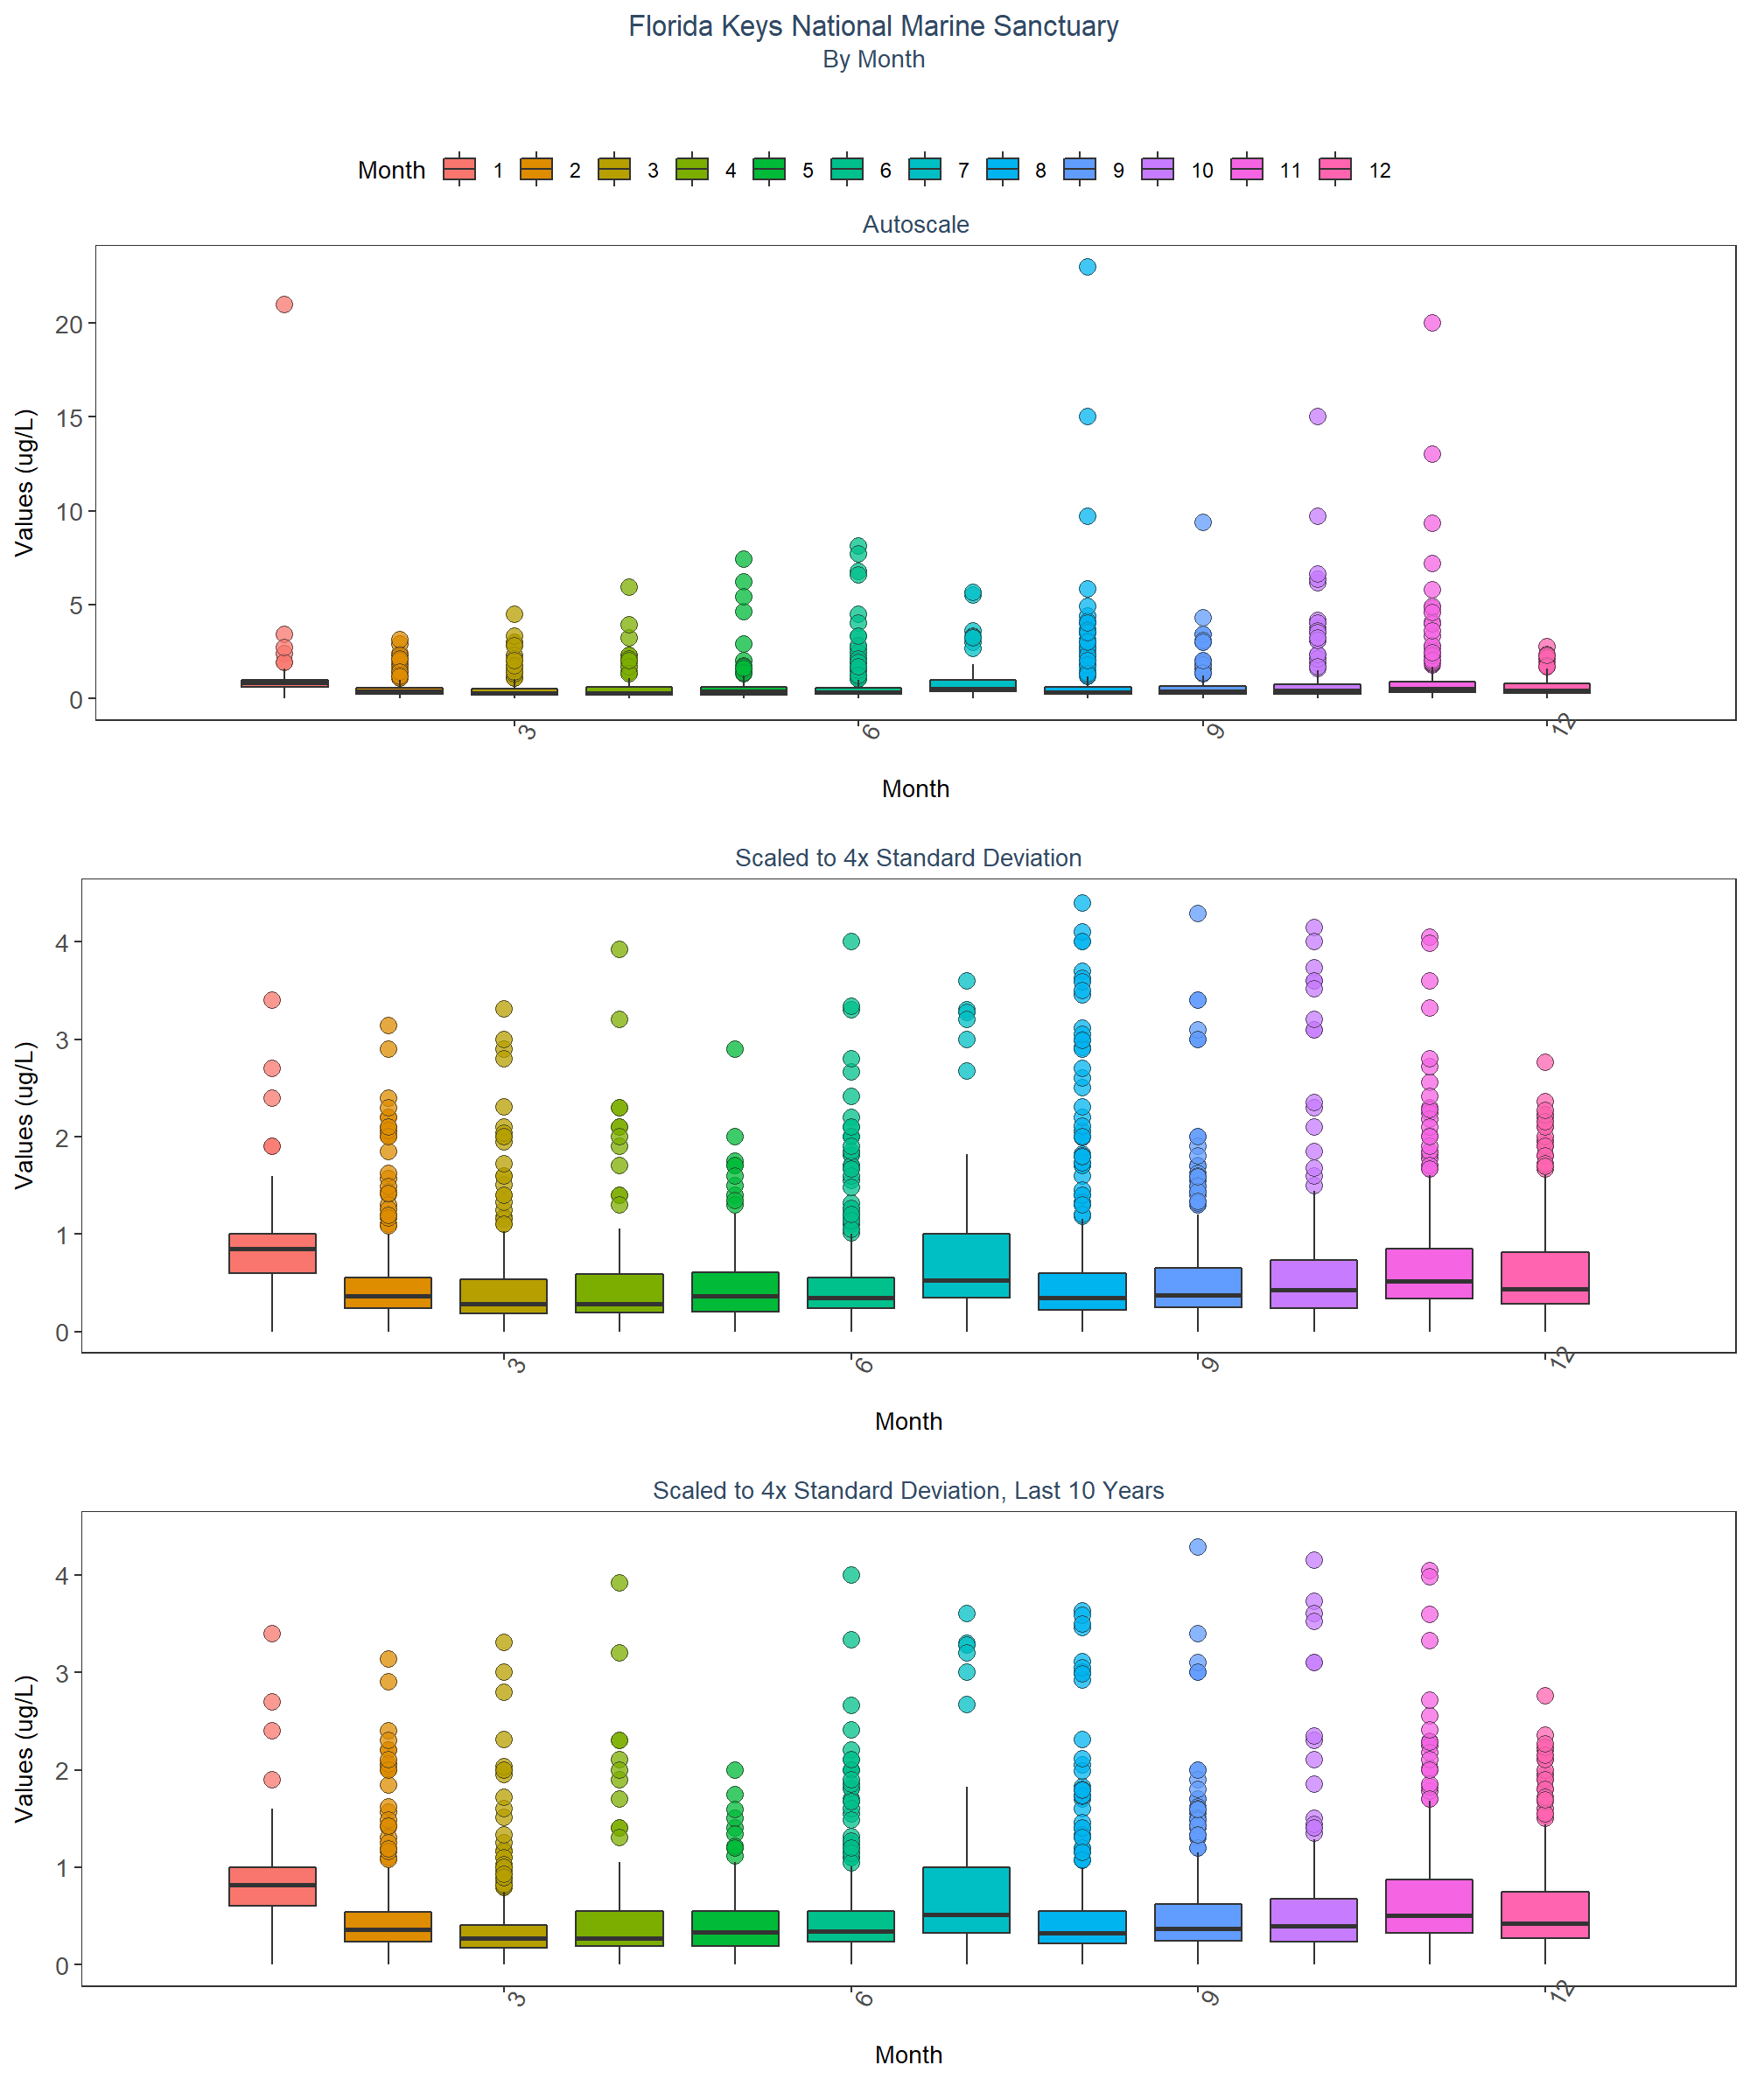 Florida Keys National Marine Sanctuary
By Month
Month 1 2 3 4 5 6 7 8 9 10 11 12
Autoscale
Values (ug/L)
20
15
10
5
0
3 6 9 12
Month
Scaled to 4x Standard Deviation
Values (ug/L)
4
3
2
1
0
3 6 9 12
Month
Scaled to 4x Standard Deviation, Last 10 Years
Values (ug/L)
4
3
2
1
0
3 6 9 12
Month